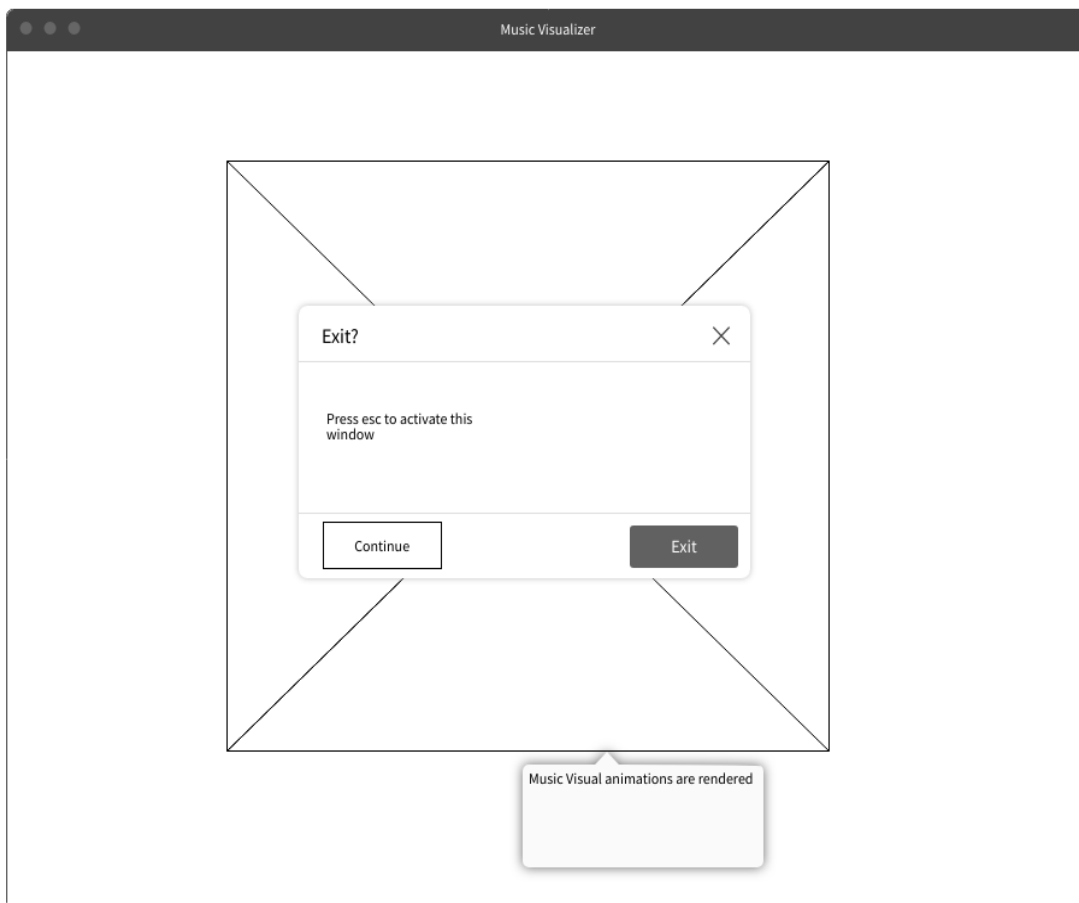 Music Visualizer
Exit?
Press esc to activate this
window
Continue
Exit
Music Visual animations are rendered